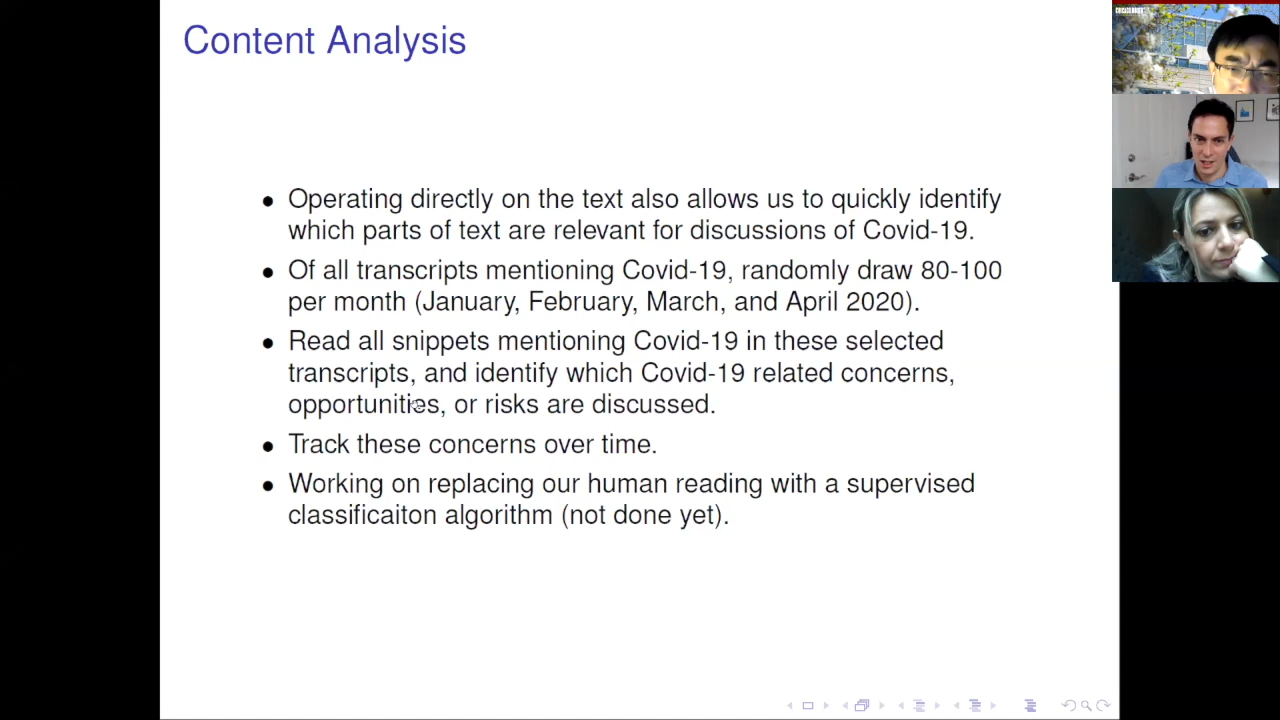 Content Analysis
• Operating directly on the text also allows us to quickly identify
which parts of text are relevant for discussions of Covid-19.
• Of all transcripts mentioning Covid-19, randomly draw 80-100
per month (January, February, March, and April 2020).
• Read all snippets mentioning Covid-19 in these selected
transcripts, and identify which Covid-19 related concerns,
opportunities, or risks are discussed.
• Track these concerns over time.
• Working on replacing our human reading with a supervised
classificaiton algorithm (not done yet).